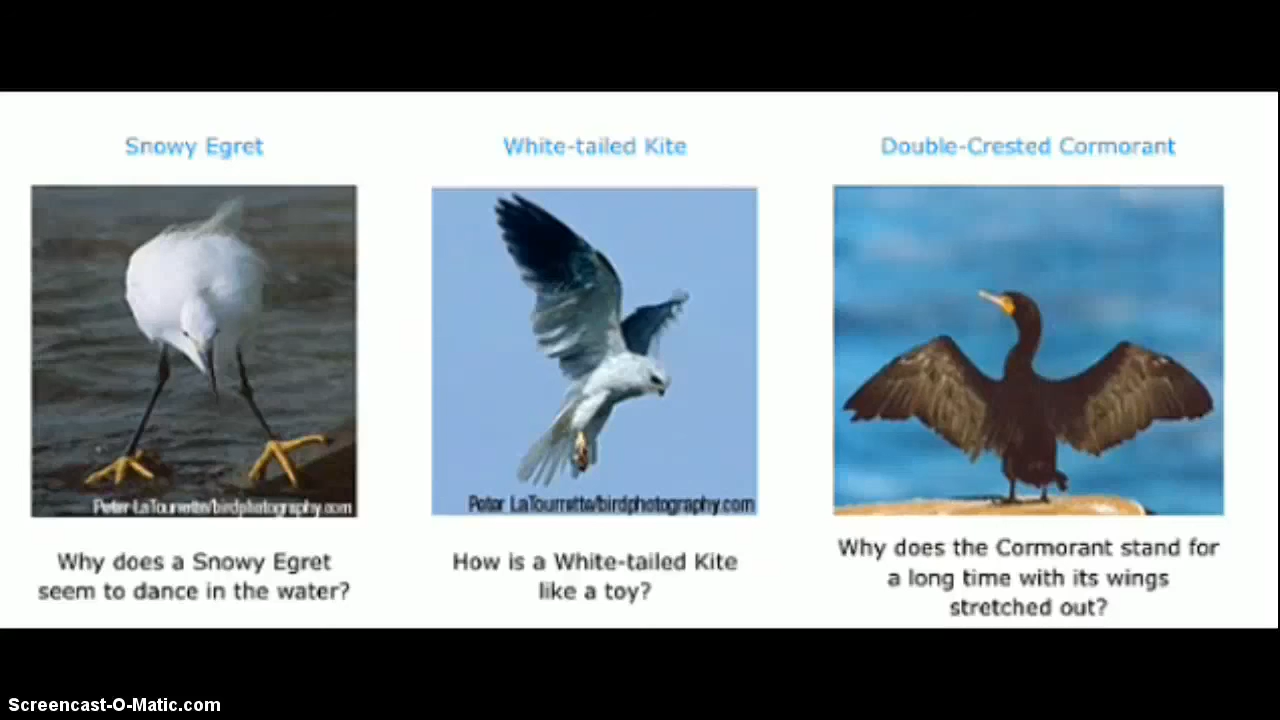 Snowy Egret
White-tailed Kite
Double-Crested Cormorant
Peter LaTourrette/birdphotography.com
Peter LaTourrette/birdphotography.com
Why does a Snowy Egret
seem to dance in the water?
How is a White-tailed Kite
like a toy?
Why does the Cormorant stand for
a long time with its wings
stretched out?
Screencast-O-Matic.com